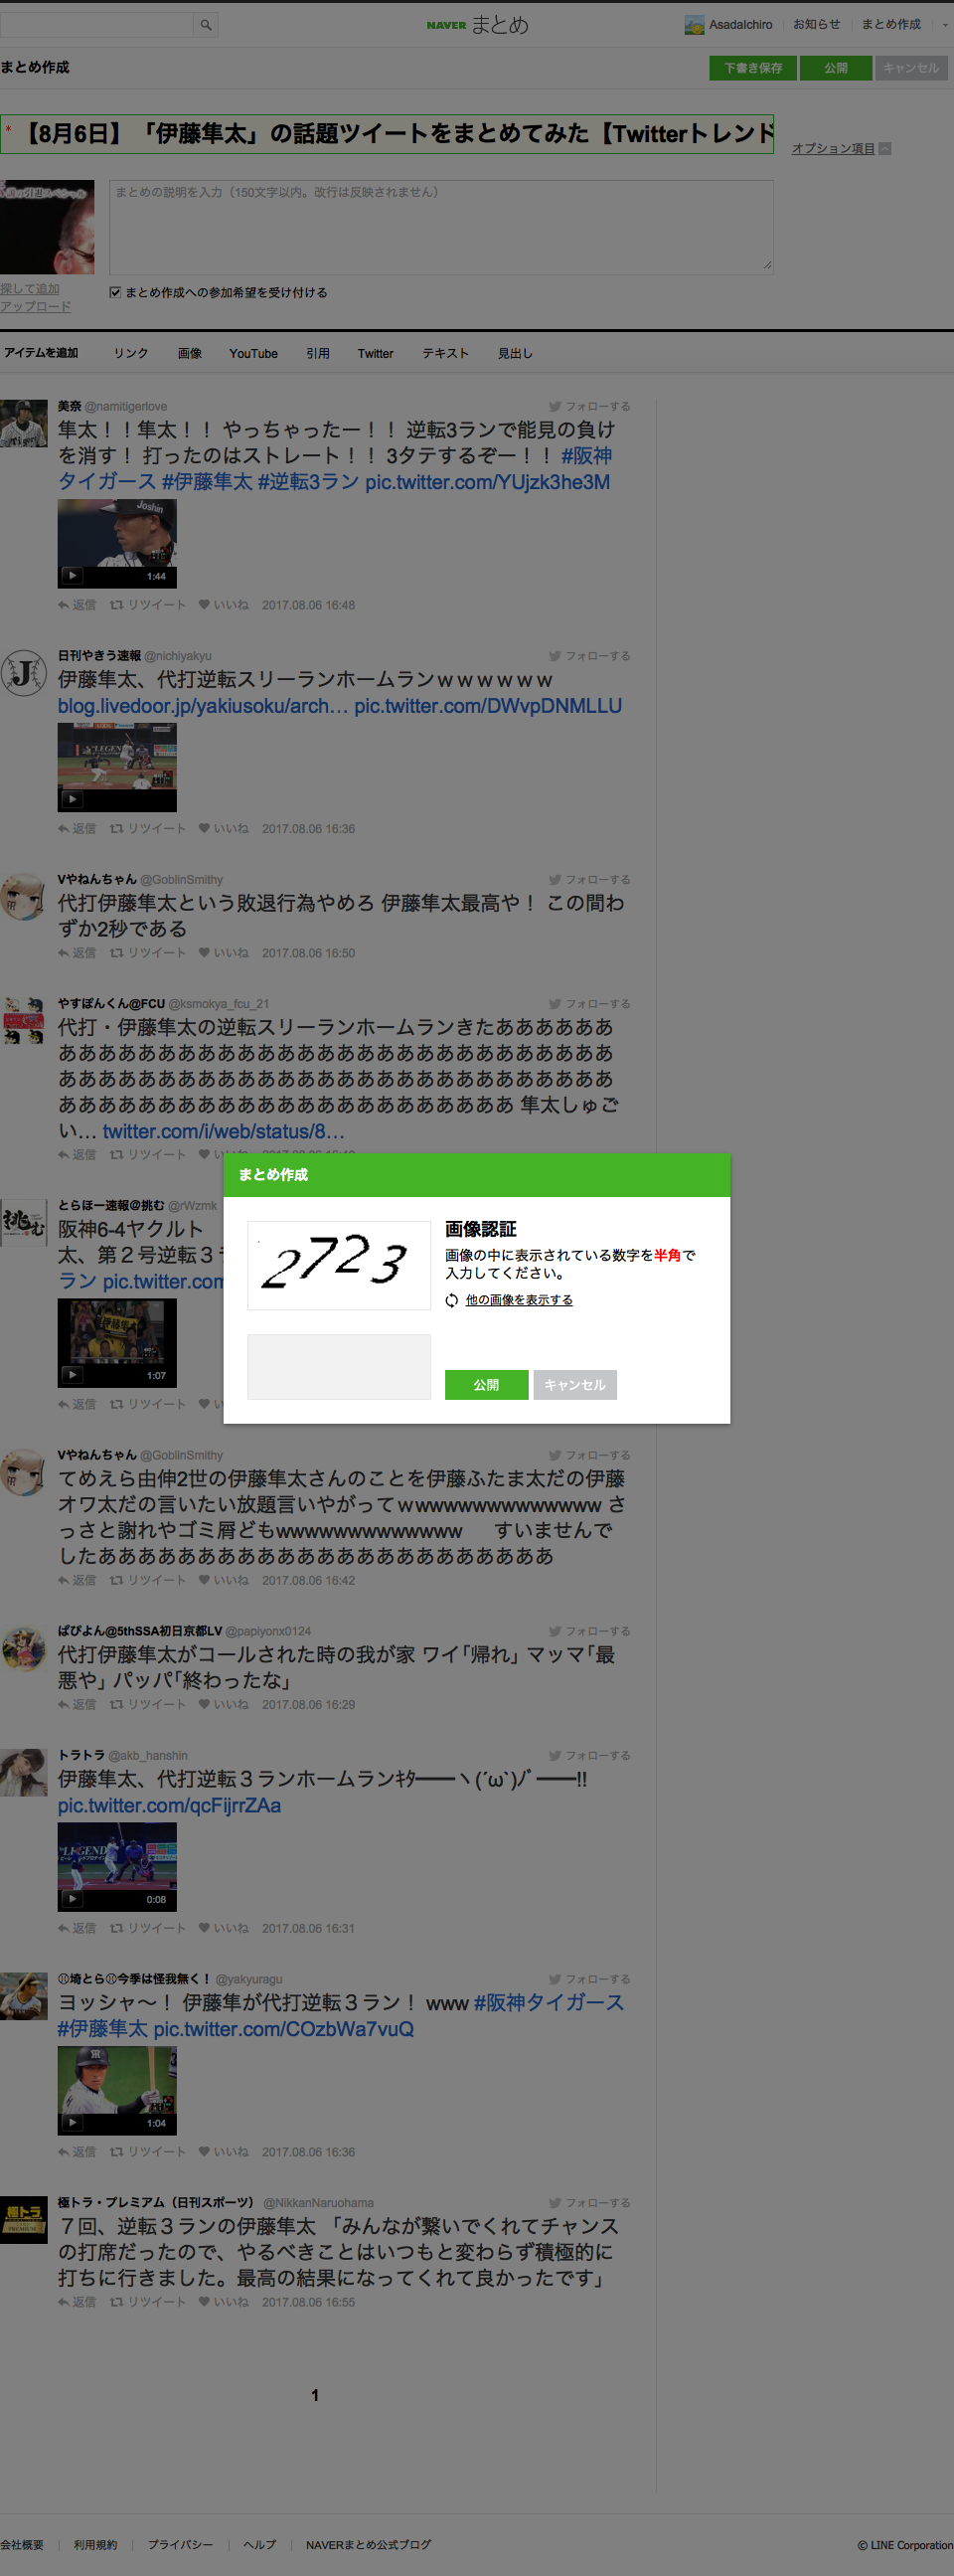 NAVER まとめ
AsadaIchiro お知らせ まとめ作成
まとめ作成
下書き保存 公開 キャンセル
* 【8月6日】「伊藤隼太」の話題ツイートをまとめてみた【Twitterトレンド
オプション項目
まとめの説明を入力（150文字以内。改行は反映されません）
探して追加
アップロード
まとめ作成への参加希望を受け付ける
アイテムを追加 リンク 画像 YouTube 引用 Twitter テキスト 見出し
美奈 @namitigerlove フォローする
隼太！！隼太！！ やっちゃったー！！ 逆転3ランで能見の負け
を消す！ 打ったのはストレート！！ 3タテするぞー！！ #阪神
タイガース #伊藤隼太 #逆転3ラン pic.twitter.com/YUjzk3he3M
Joshin
1:44
返信 リツイート いいね 2017.08.06 16:48
日刊やきう速報 @nichiyakyu フォローする
伊藤隼太、代打逆転スリーランホームランｗｗｗｗｗｗ
blog.livedoor.jp/yakiusoku/arch… pic.twitter.com/DWvpDNMLLU
返信 リツイート いいね 2017.08.06 16:36
Vやねんちゃん @GoblinSmithy フォローする
代打伊藤隼太という敗退行為やめろ 伊藤隼太最高や！ この間わ
ずか2秒である
返信 リツイート いいね 2017.08.06 16:50
やすぽんくん@FCU @ksmokya_fcu_21 フォローする
代打・伊藤隼太の逆転スリーランホームランきたああああああ
ああああああああああああああああああああああああああああ
ああああああああああああああああああああああああああああ
あああああああああああああああああああああああ 隼太しゅご
い… twitter.com/i/web/status/8…
返信 リツイート
とらほー速報＠挑む @rWzmk
阪神6-4ヤクルト
太、第２号逆転３ラ
ラン pic.twitter.com
1:07
返信 リツイート
まとめ作成
2723
画像認証
画像の中に表示されている数字を半角で
入力してください。
他の画像を表示する
公開 キャンセル
Vやねんちゃん @GoblinSmithy フォローする
てめえら由伸2世の伊藤隼太さんのことを伊藤ふたま太だの伊藤
オワ太だの言いたい放題言いやがってｗwwwwwwwwwwwww さ
っさと謝れやゴミ屑どもwwwwwwwwwwwww　 すいませんで
したあああああああああああああああああああああああ
返信 リツイート いいね 2017.08.06 16:42
ぱぴよん@5thSSA初日京都LV @papiyonx0124 フォローする
代打伊藤隼太がコールされた時の我が家 ワイ｢帰れ｣ マッマ｢最
悪や｣ パッパ｢終わったな｣
返信 リツイート いいね 2017.08.06 16:29
トラトラ @akb_hanshin フォローする
伊藤隼太、代打逆転３ランホームランｷﾀ━━ヽ(´ω`)ﾉﾞ━━!!
pic.twitter.com/qcFijrrZAa
0:08
返信 リツイート いいね 2017.08.06 16:31
埼とら 今季は怪我無く！ @yakyuragu フォローする
ヨッシャ〜！ 伊藤隼が代打逆転３ラン！ www #阪神タイガース
#伊藤隼太 pic.twitter.com/COzbWa7vuQ
1:04
返信 リツイート いいね 2017.08.06 16:36
極トラ・プレミアム（日刊スポーツ） @NikkanNaruohama フォローする
７回、逆転３ランの伊藤隼太 「みんなが繋いでくれてチャンス
の打席だったので、やるべきことはいつもと変わらず積極的に
打ちに行きました。最高の結果になってくれて良かったです」
返信 リツイート いいね 2017.08.06 16:55
1
会社概要 利用規約 プライバシー ヘルプ NAVERまとめ公式ブログ
© LINE Corporation